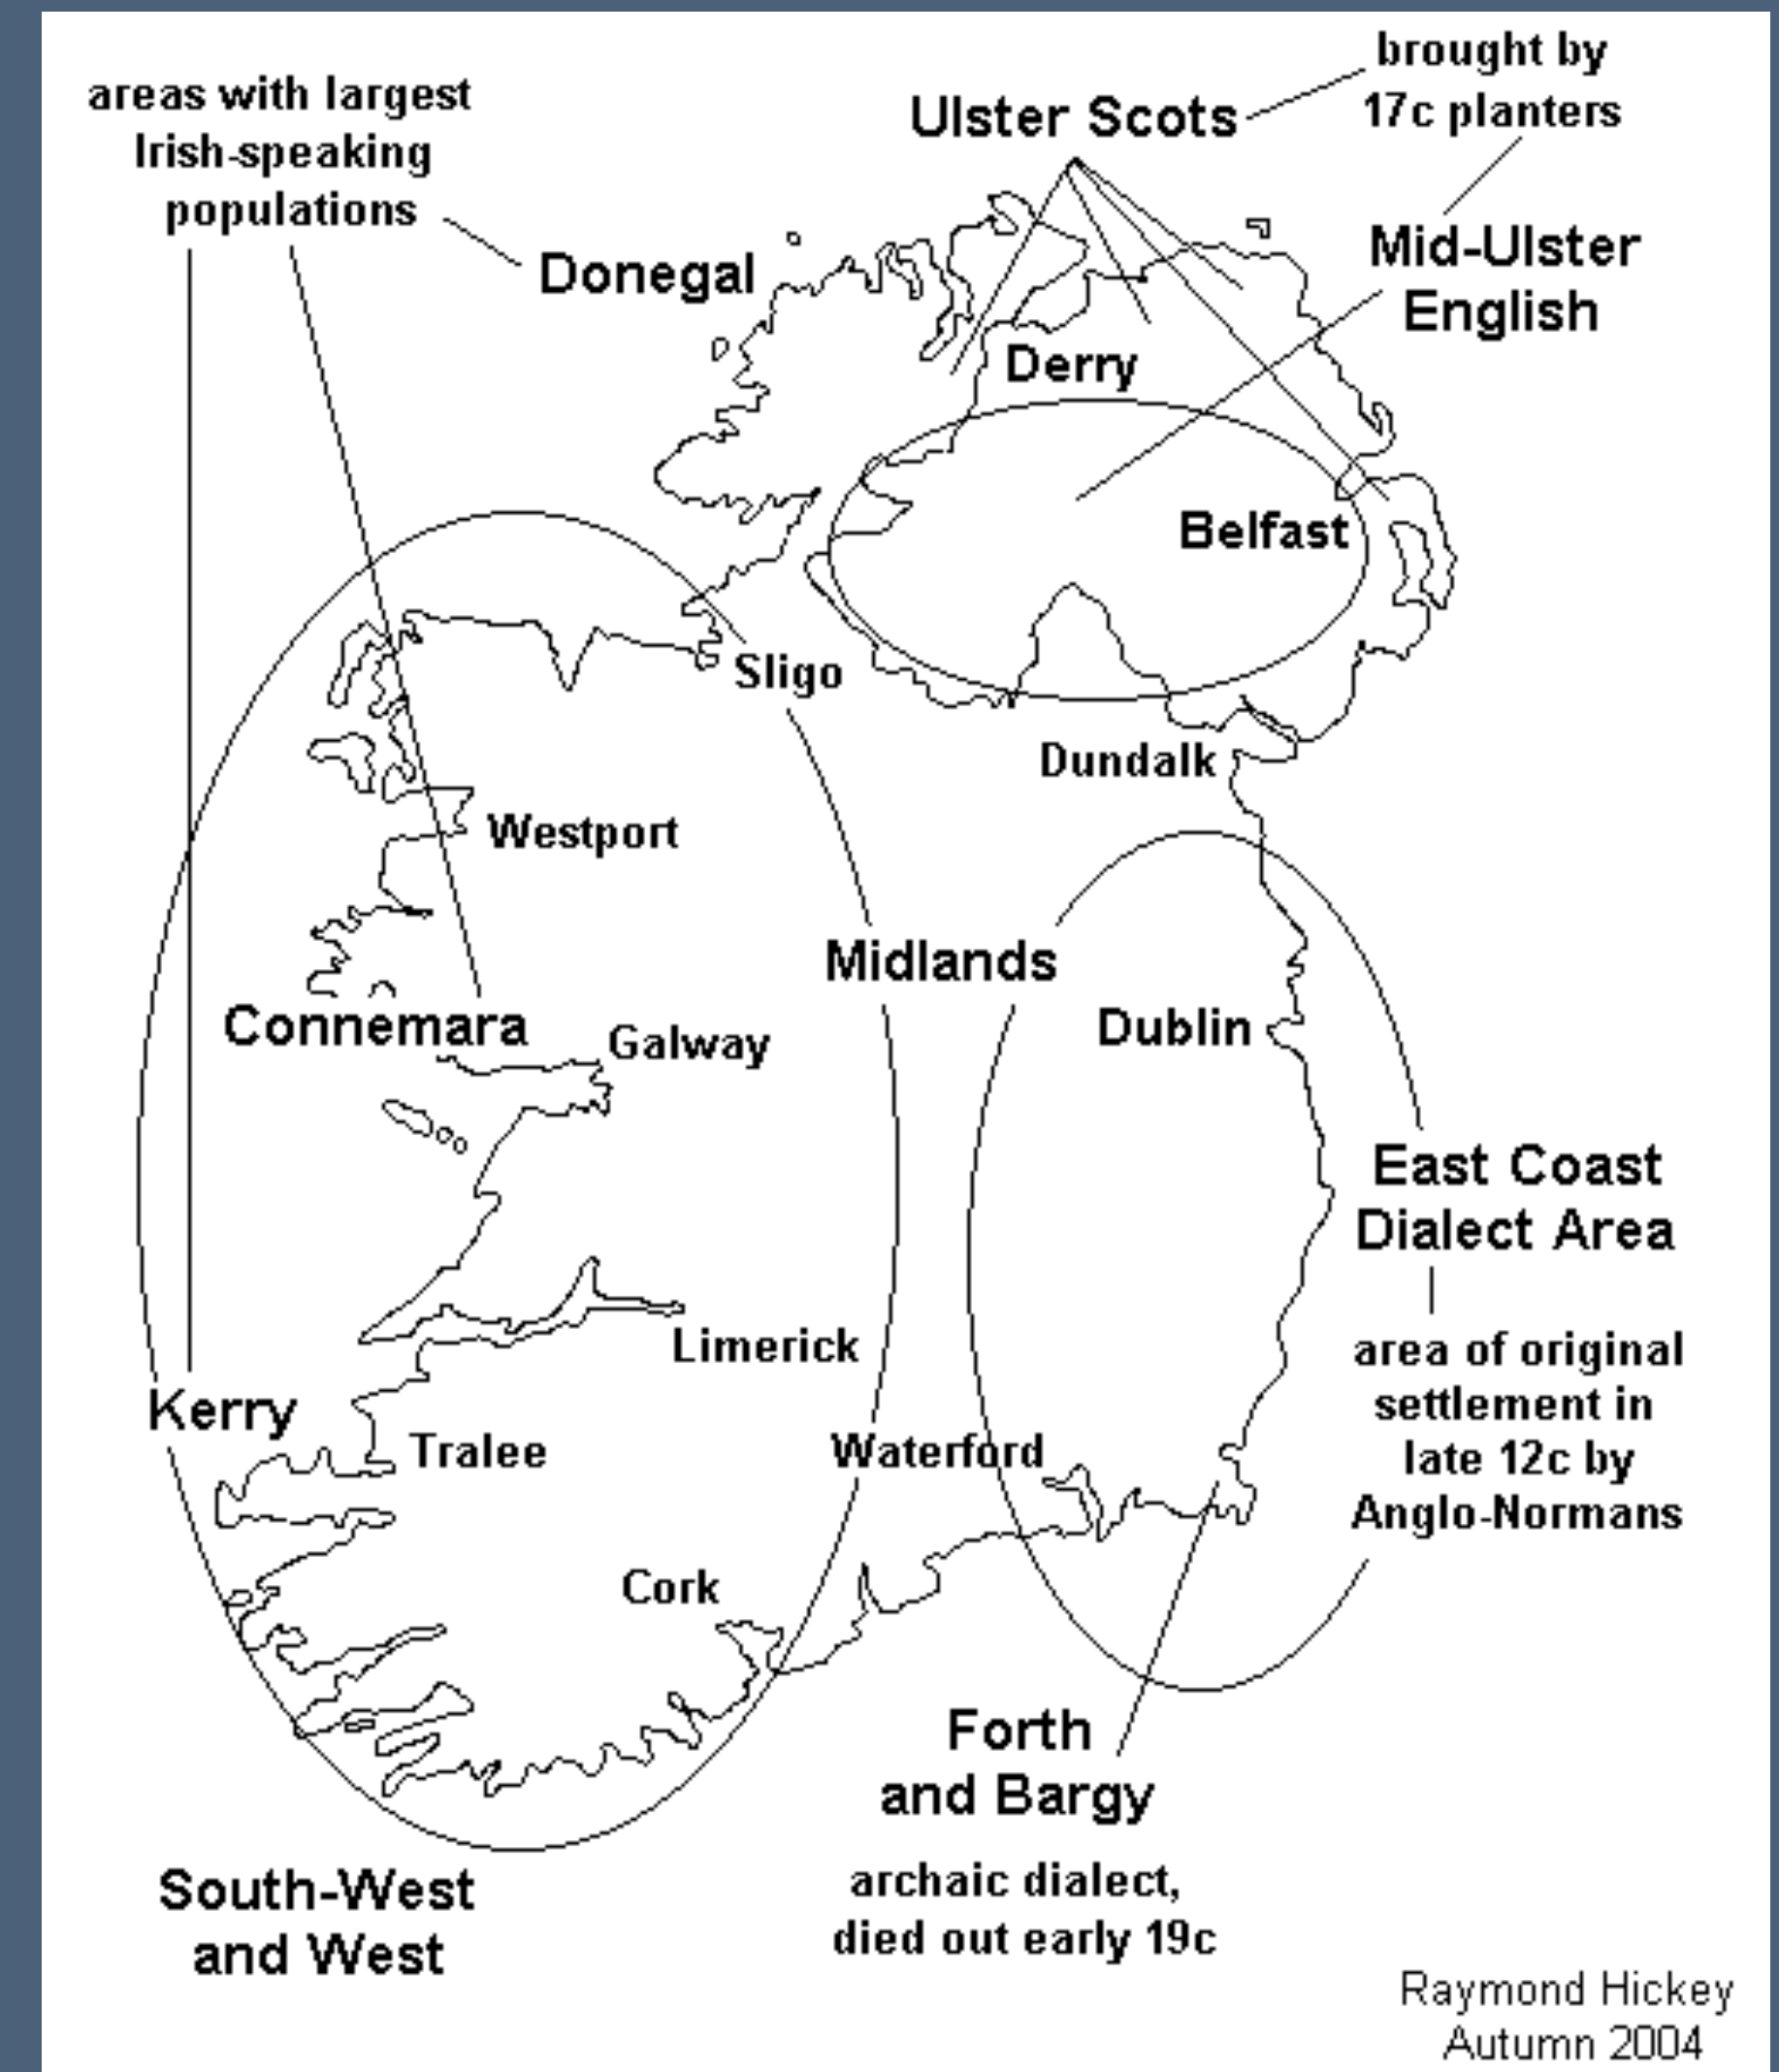 areas with largest
Irish-speaking
populations
brought by
17c planters
Ulster Scots
Mid-Ulster
English
Donegal
Derry
Belfast
Sligo
Dundalk
Westport
Midlands
Connemara
Galway
Dublin
East Coast
Dialect Area
area of original
settlement in
late 12c by
Anglo-Normans
Limerick
Kerry
Tralee
Waterford
Cork
Forth
and Bargy
archaic dialect,
died out early 19c
South-West
and West
Raymond Hickey
Autumn 2004